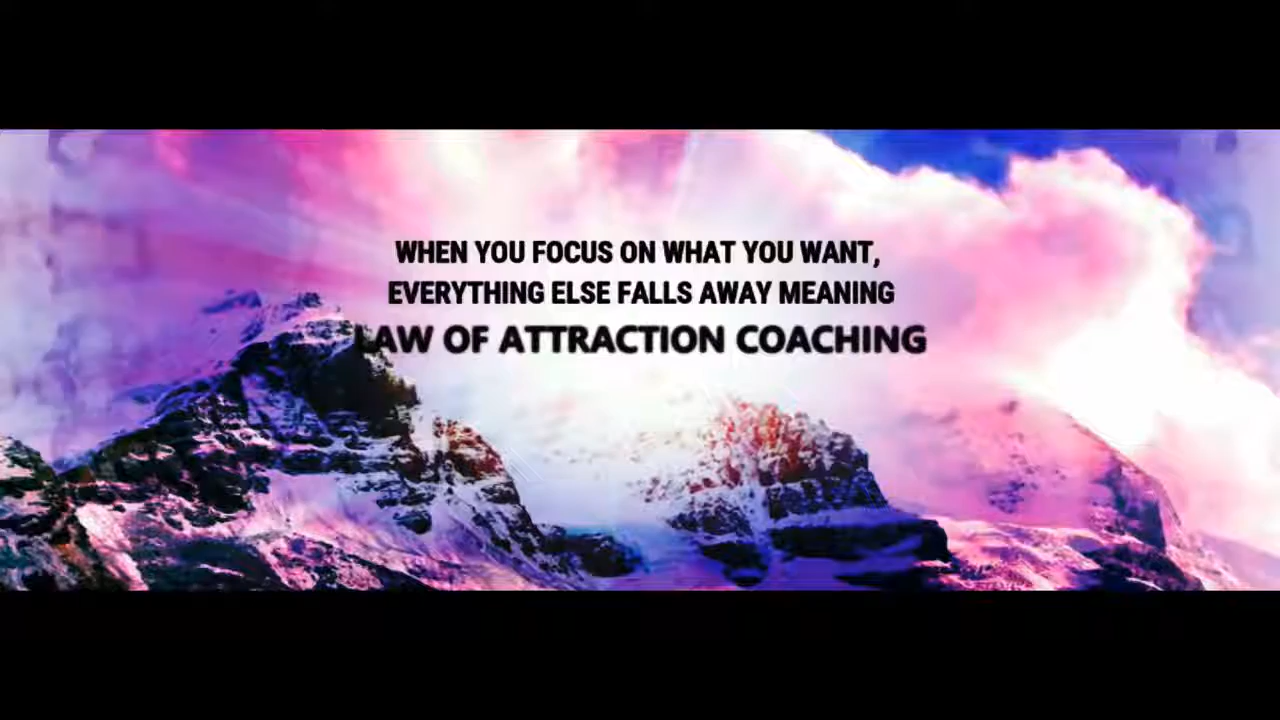 WHEN YOU FOCUS ON WHAT YOU WANT,
EVERYTHING ELSE FALLS AWAY MEANING
LAW OF ATTRACTION COACHING